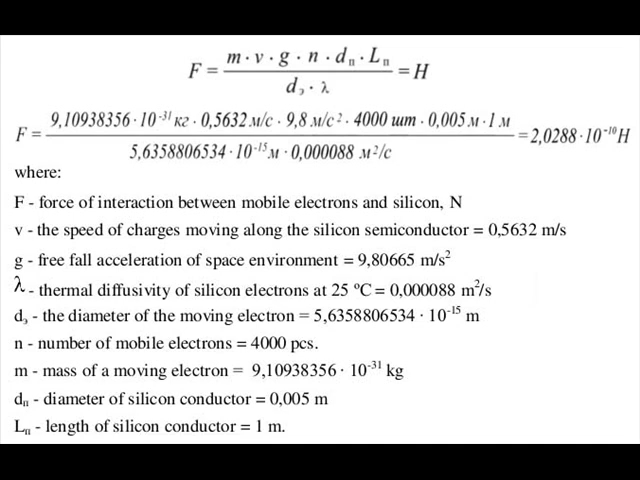 F = m · v · g · n · dₙ · Lₙ / dэ · λ = H
F = 9,10938356 · 10⁻³¹ кг · 0,5632 м/с · 9,8 м/с² · 4000 шт · 0,005 м · 1 м / 5,6358806534 · 10⁻¹⁵ м · 0,000088 м²/с = 2,0288 · 10⁻¹⁰ H
where:
F - force of interaction between mobile electrons and silicon, N
v - the speed of charges moving along the silicon semiconductor = 0,5632 m/s
g - free fall acceleration of space environment = 9,80665 m/s²
λ - thermal diffusivity of silicon electrons at 25 ºC = 0,000088 m²/s
dэ - the diameter of the moving electron = 5,6358806534 · 10⁻¹⁵ m
n - number of mobile electrons = 4000 pcs.
m - mass of a moving electron = 9,10938356 · 10⁻³¹ kg
dп - diameter of silicon conductor = 0,005 m
Lп - length of silicon conductor = 1 m.